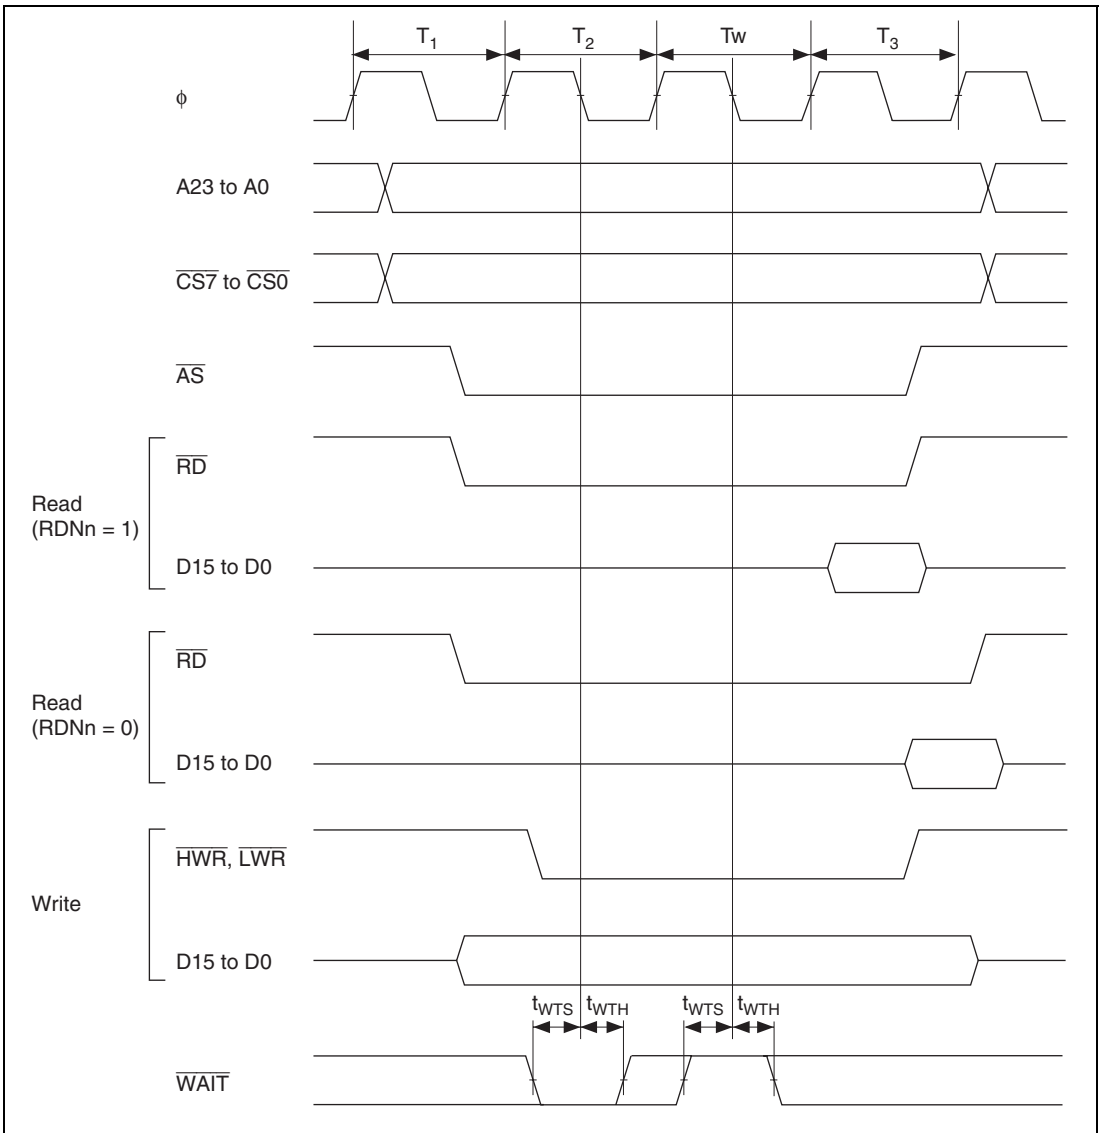 T1 T2 Tw T3
ϕ
A23 to A0
CS7 to CS0
AS
Read
(RDNn = 1)
RD
D15 to D0
Read
(RDNn = 0)
RD
D15 to D0
Write
HWR, LWR
D15 to D0
tWTS tWTH tWTS tWTH
WAIT